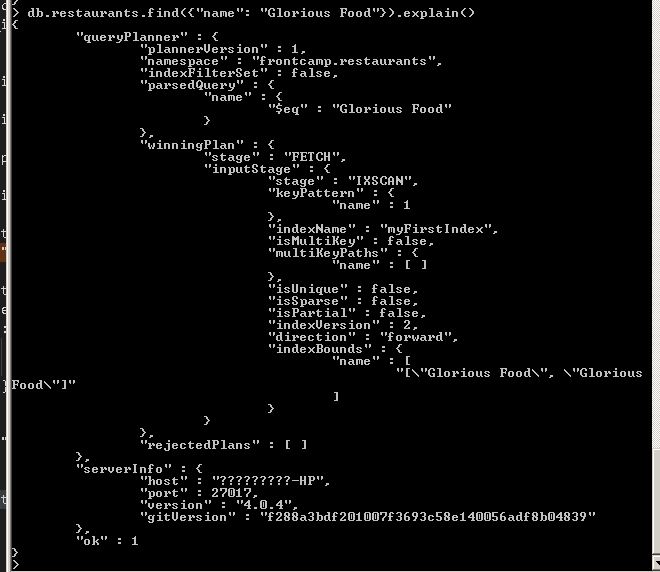 > db.restaurants.find({"name": "Glorious Food"}).explain()
{
        "queryPlanner" : {
                "plannerVersion" : 1,
                "namespace" : "frontcamp.restaurants",
                "indexFilterSet" : false,
                "parsedQuery" : {
                        "name" : {
                                "$eq" : "Glorious Food"
                        }
                },
                "winningPlan" : {
                        "stage" : "FETCH",
                        "inputStage" : {
                                "stage" : "IXSCAN",
                                "keyPattern" : {
                                        "name" : 1
                                },
                                "indexName" : "myFirstIndex",
                                "isMultiKey" : false,
                                "multiKeyPaths" : {
                                        "name" : [ ]
                                },
                                "isUnique" : false,
                                "isSparse" : false,
                                "isPartial" : false,
                                "indexVersion" : 2,
                                "direction" : "forward",
                                "indexBounds" : {
                                        "name" : [
                                                "[\"Glorious Food\", \"Glorious
Food\"]"
                                        ]
                                }
                        }
                },
                "rejectedPlans" : [ ]
        },
        "serverInfo" : {
                "host" : "?????????-HP",
                "port" : 27017,
                "version" : "4.0.4",
                "gitVersion" : "f288a3bdf201007f3693c58e140056adf8b04839"
        },
        "ok" : 1
}
>